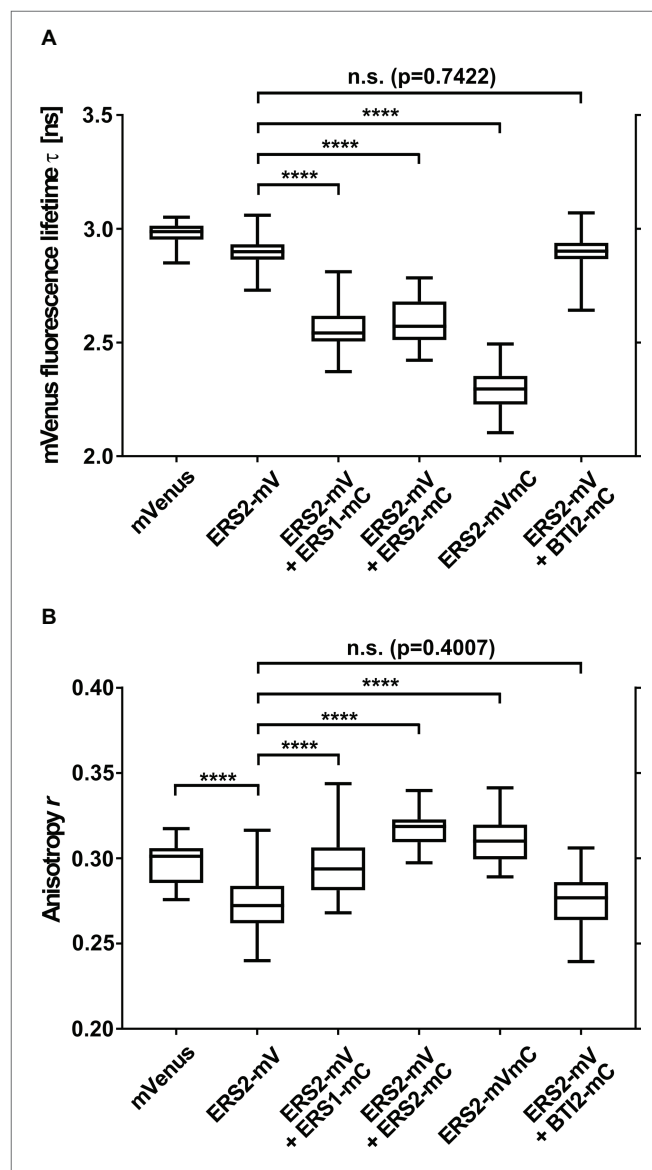 A
n.s. (p=0.7422)
****
****
****
mVenus fluorescence lifetime τ [ns]
3.5
3.0
2.5
2.0
mVenus
ERS2-mV
ERS2-mV
+ ERS1-mC
ERS2-mV
+ ERS2-mC
ERS2-mVmC
ERS2-mV
+ BTI2-mC
B
n.s. (p=0.4007)
****
****
****
****
Anisotropy r
0.40
0.35
0.30
0.25
0.20
mVenus
ERS2-mV
ERS2-mV
+ ERS1-mC
ERS2-mV
+ ERS2-mC
ERS2-mVmC
ERS2-mV
+ BTI2-mC